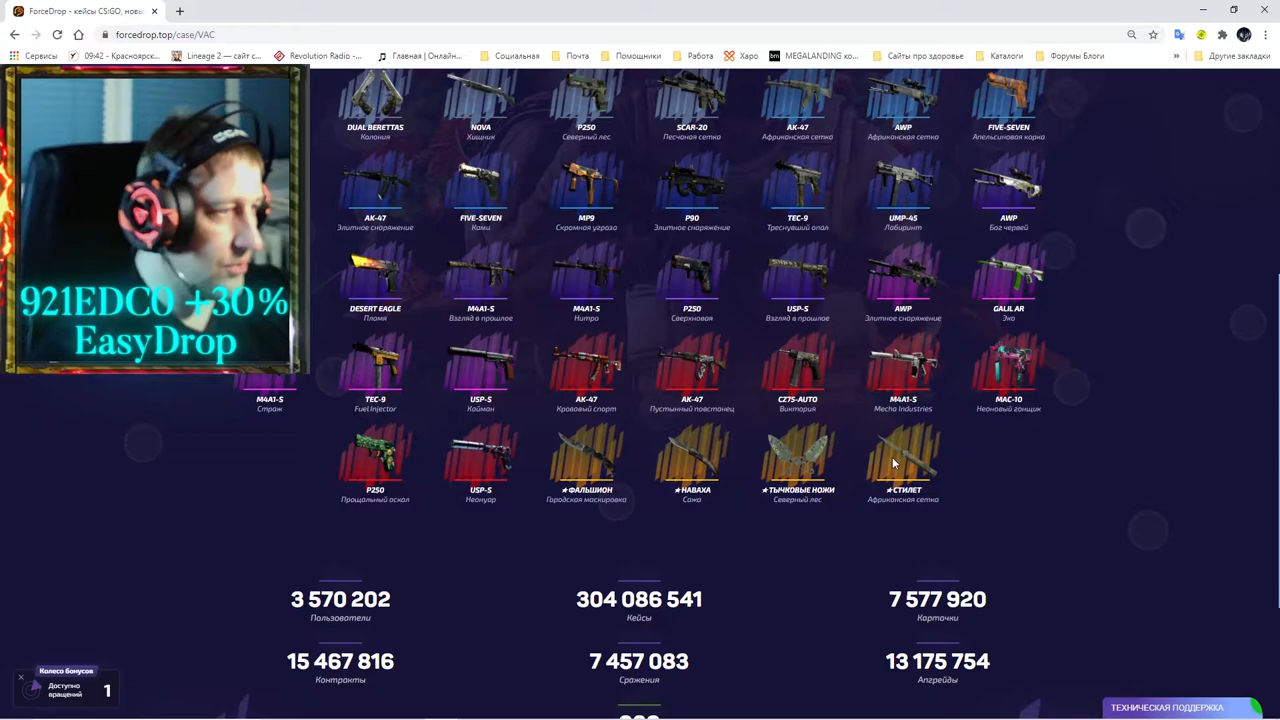 ForceDrop - кейсы CS:GO, новы
forcedrop.top/case/VAC
Сервисы
09:42 - Красноярск...
Lineage 2 — сайт с...
Revolution Radio -...
Главная | Онлайн...
Социальная
Почта
Помощники
Работа
Харо
MEGALANDING ко...
Сайты про здоровье
Каталоги
Форумы Блоги
»
Другие закладки
DUAL BERETTAS
Колония
NOVA
Хищник
P250
Северный лес
SCAR-20
Песчаная сетка
AK-47
Африканская сетка
AWP
Африканская сетка
FIVE-SEVEN
Апельсиновая корка
AK-47
Элитное снаряжение
FIVE-SEVEN
Ками
MP9
Скромная угроза
P90
Элитное снаряжение
TEC-9
Треснувший опал
UMP-45
Лабиринт
AWP
Бог червей
DESERT EAGLE
Пламя
M4A1-S
Взгляд в прошлое
M4A1-S
Нитро
P250
Сверхновая
USP-S
Взгляд в прошлое
AWP
Элитное снаряжение
GALIL AR
Эко
M4A1-S
Страж
TEC-9
Fuel Injector
USP-S
Кайман
AK-47
Кровавый спорт
AK-47
Пустынный повстанец
CZ75-AUTO
Виктория
M4A1-S
Mecha Industries
MAC-10
Неоновый гонщик
P250
Прощальный оскал
USP-S
Неонуар
★ ФАЛЬШИОН
Городская маскировка
★ НАВАХА
Сажа
★ ТЫЧКОВЫЕ НОЖИ
Северный лес
★ СТИЛЕТ
Африканская сетка
921EDC0 +30%
EasyDrop
3 570 202
Пользователи
304 086 541
Кейсы
7 577 920
Карточки
15 467 816
Контракты
7 457 083
Сражения
13 175 754
Апгрейды
Колесо бонусов
Доступно
вращений
1
ТЕХНИЧЕСКАЯ ПОДДЕРЖКА